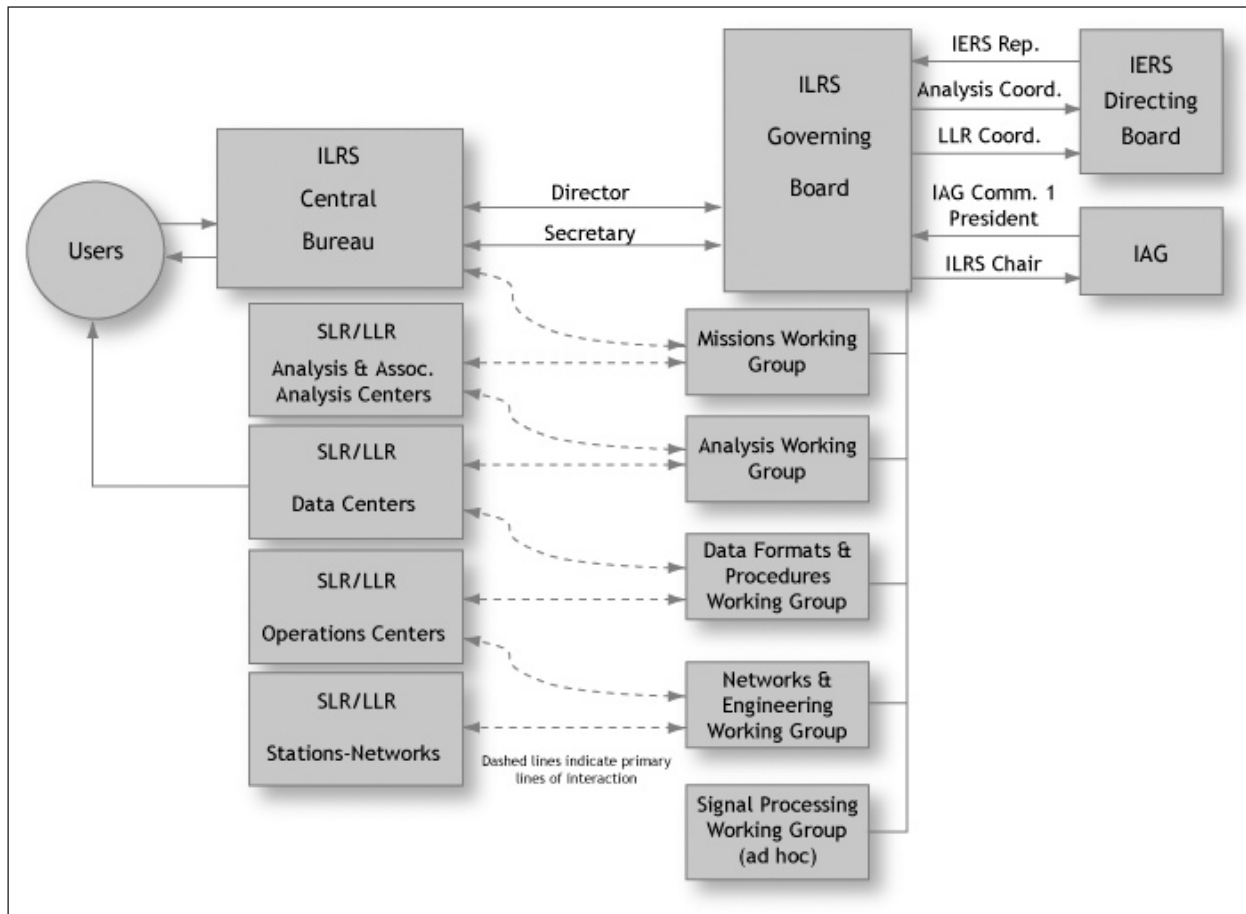 Users
ILRS
Central
Bureau
Director
Secretary
ILRS
Governing
Board
IERS Rep.
Analysis Coord.
LLR Coord.
IERS
Directing
Board
IAG Comm. 1
President
ILRS Chair
IAG
SLR/LLR
Analysis & Assoc.
Analysis Centers
SLR/LLR
Data Centers
SLR/LLR
Operations Centers
SLR/LLR
Stations-Networks
Missions Working
Group
Analysis Working
Group
Data Formats &
Procedures
Working Group
Networks &
Engineering
Working Group
Dashed lines indicate primary
lines of interaction
Signal Processing
Working Group
(ad hoc)